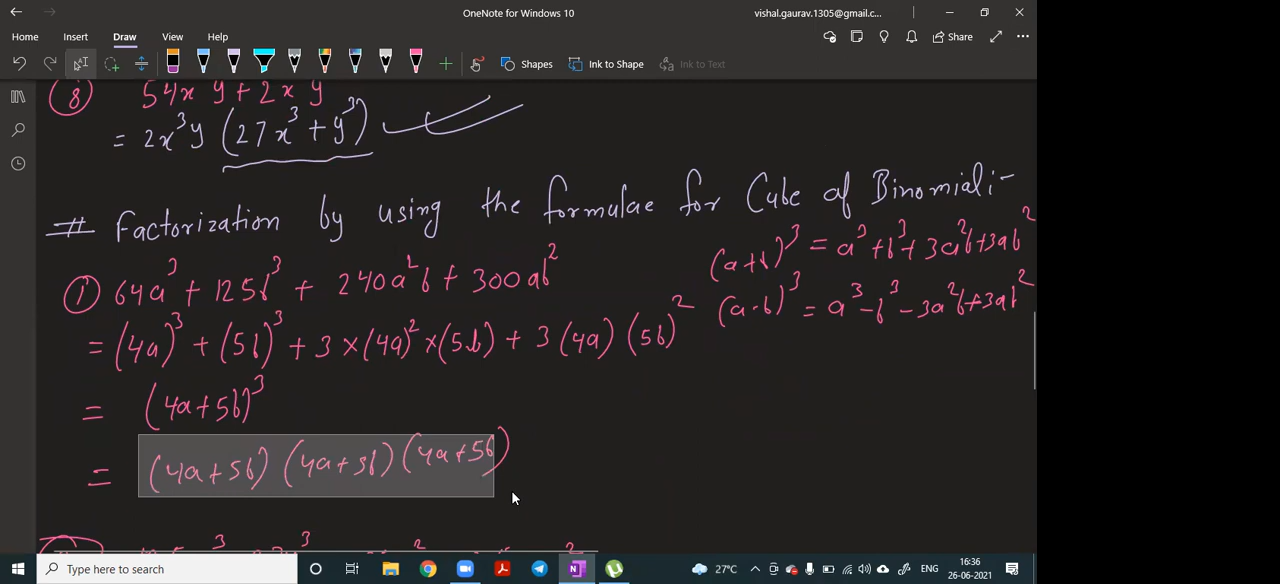 OneNote for Windows 10
vishal.gaurav.1305@gmail.c...
Home Insert Draw View Help
Share
Shapes Ink to Shape Ink to Text
(8) 54x y + 2x y
= 2x³y (27x³ + y³)
# Factorization by using the formulae for Cube of Binomial:-
(a+b)³ = a³ + b³ + 3a²b + 3ab²
(a-b)³ = a³ - b³ - 3a²b + 3ab²
(1) 64a³ + 125b³ + 240a²b + 300ab²
= (4a)³ + (5b)³ + 3 × (4a)² × (5b) + 3 (4a) (5b)²
= (4a+5b)³
= (4a+5b) (4a+5b) (4a+5b)
Type here to search
27°C
ENG
16:36
26-06-2021